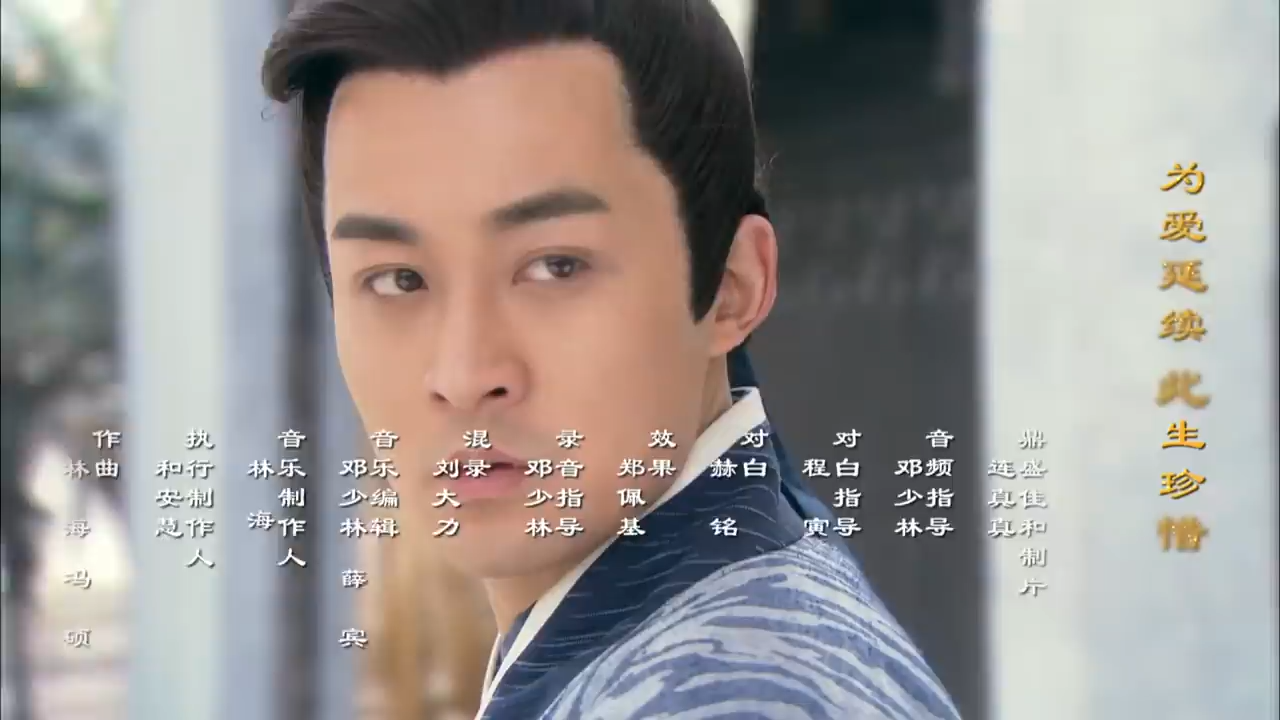 为爱延续 此生珍惜
鼎盛佳和制片
连真真
音频指导
邓少林
对白指导
程寅
对白
赫铭
效果
郑佩基
录音指导
邓少林
混录
刘大力
音乐编辑
邓少林
薛宾
音乐制作人
林海
执行制作人
和安
作曲
林海
冯硕